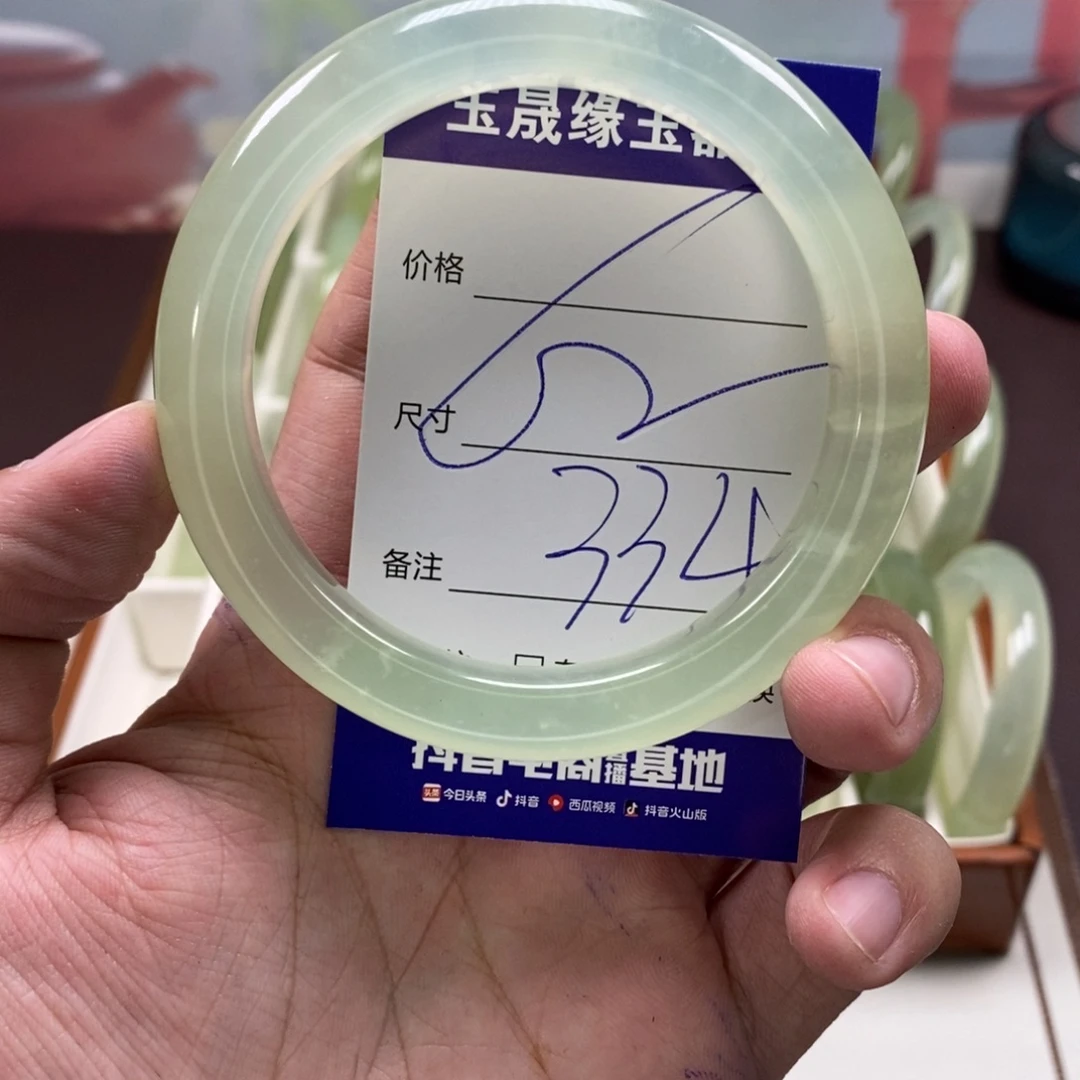 玉晟缘玉器
价格
尺寸
334
备注
抖音电商直播基地
今日头条 抖音 西瓜视频 抖音火山版